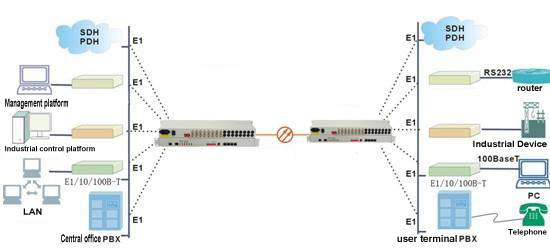 SDH
PDH
E1
E1
Management platform
E1
Industrial control platform
E1
E1/10/100B-T
LAN
E1
Central office PBX
SDH
PDH
E1
E1
RS232
router
E1
Industrial Device
E1
100BaseT
E1/10/100B-T
PC
E1
user terminal PBX
Telephone